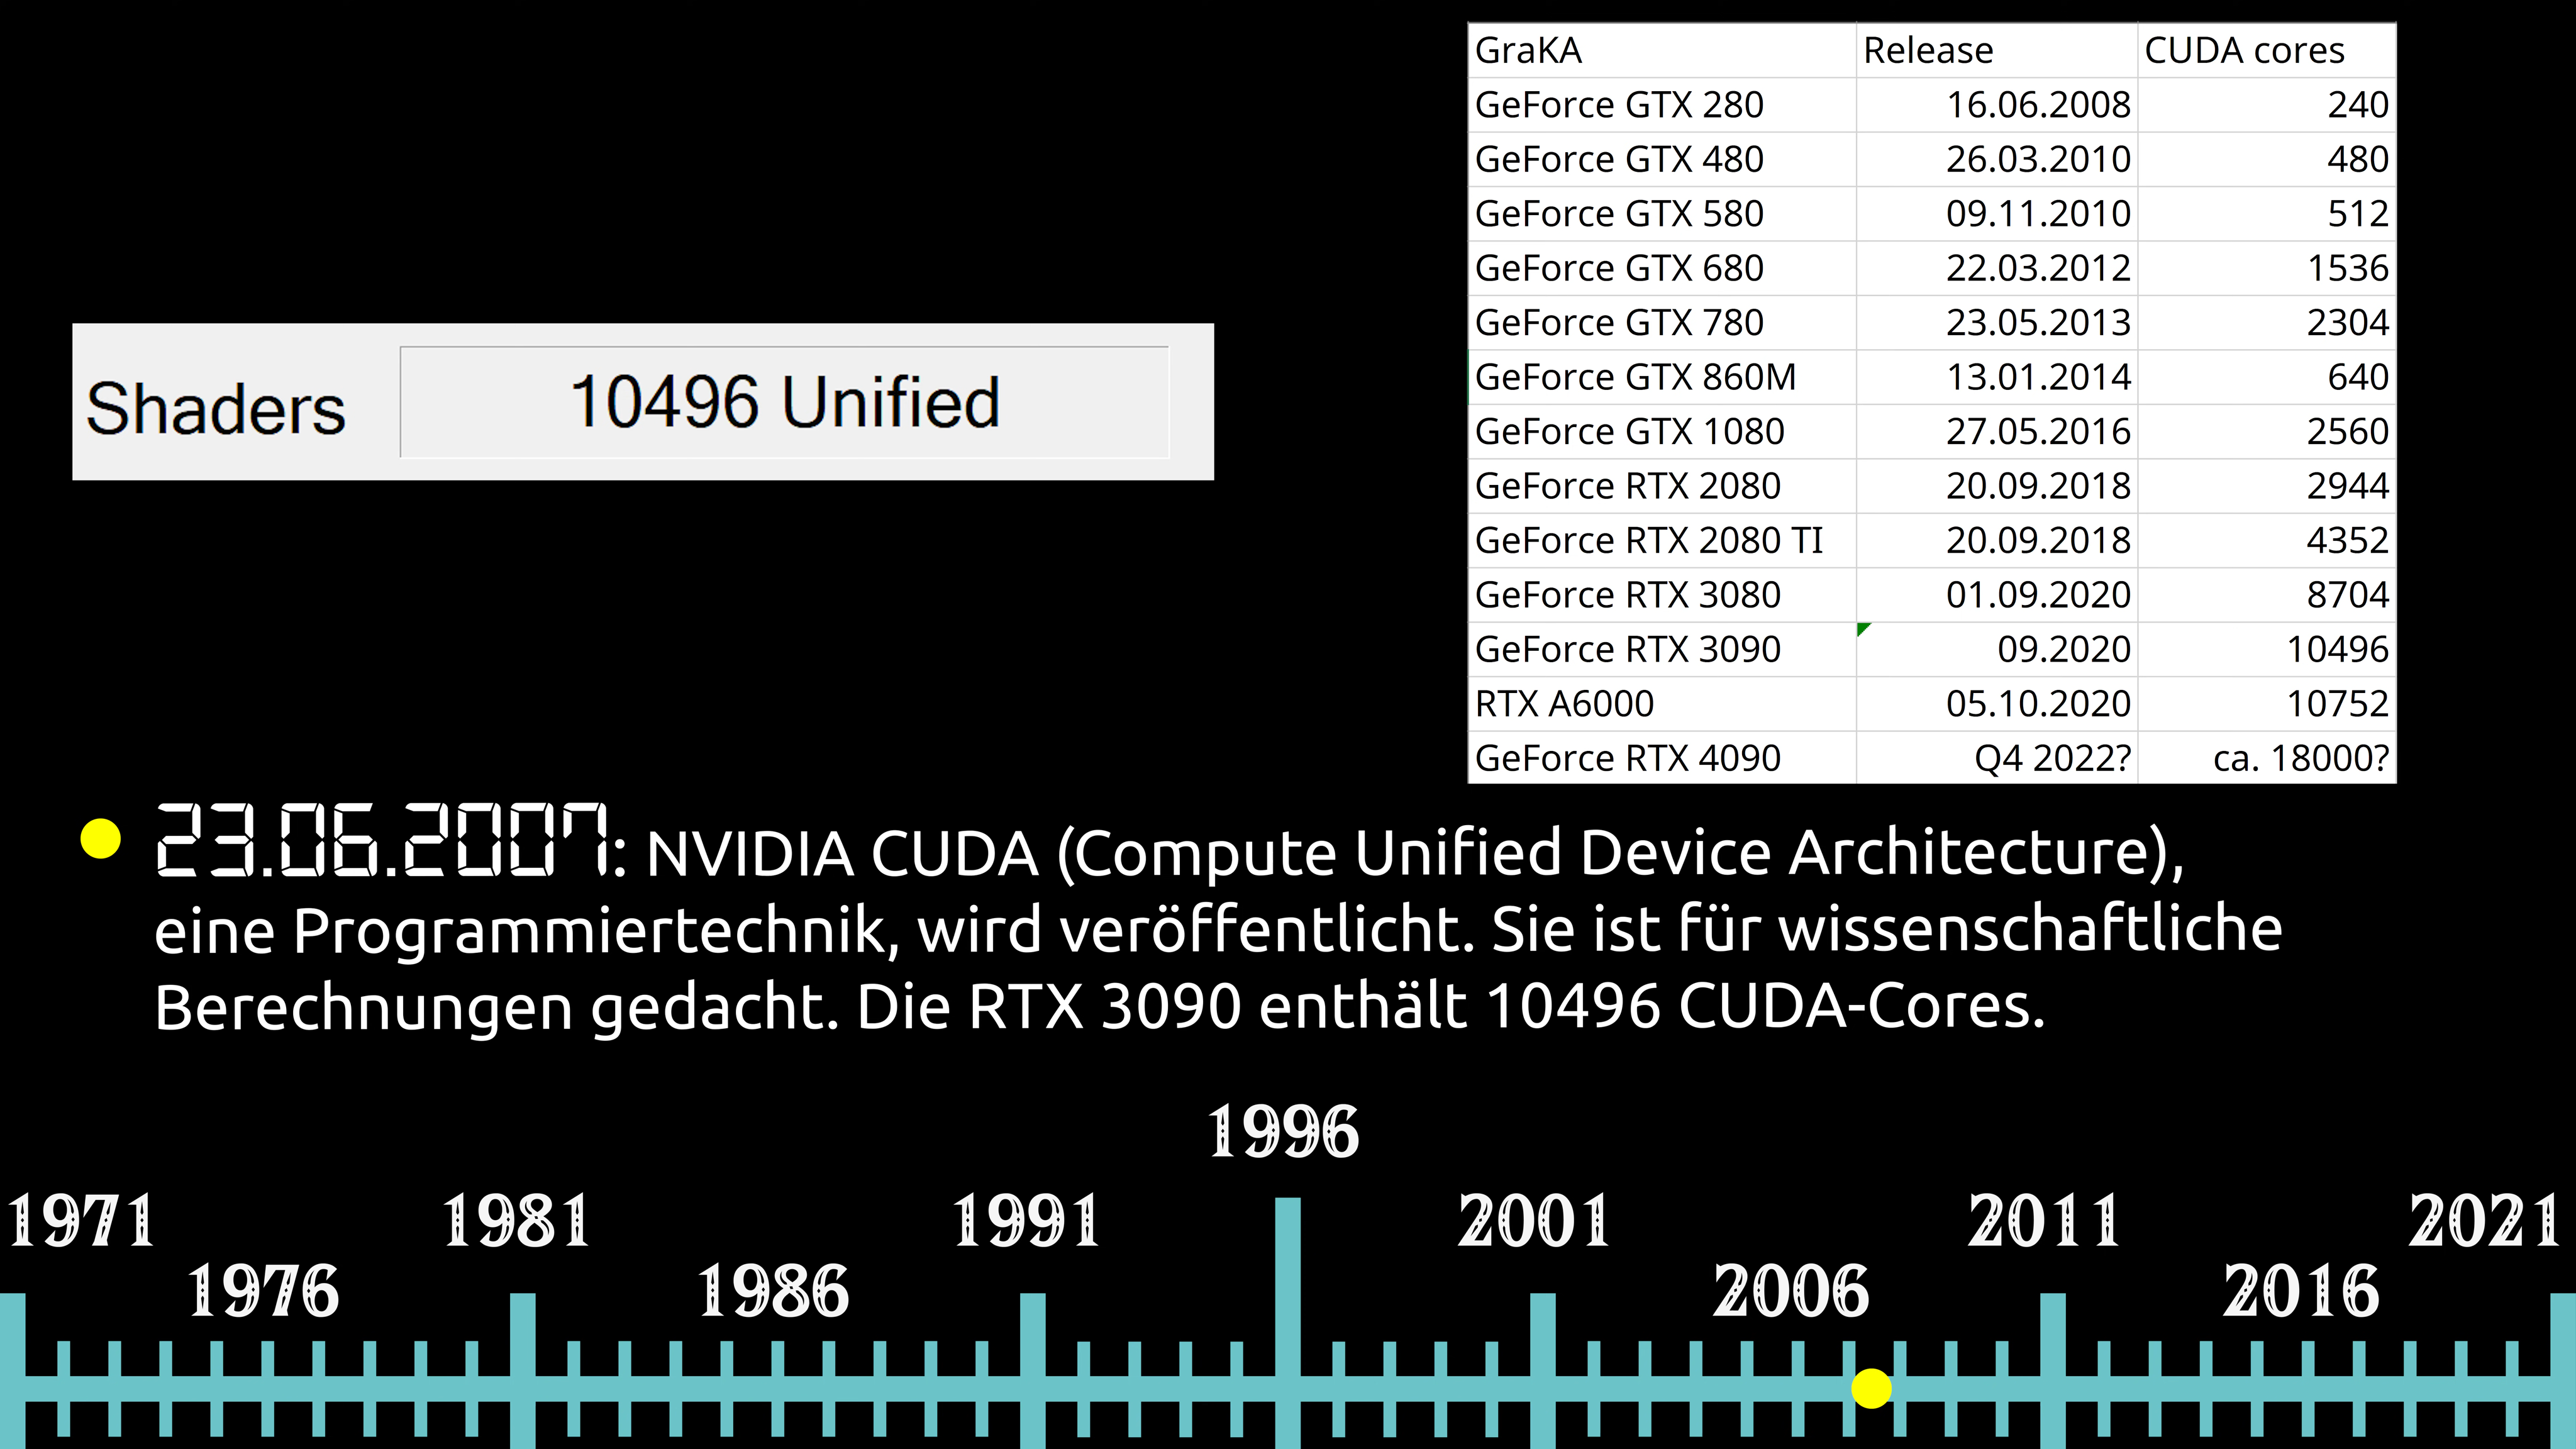 GraKA Release CUDA cores
GeForce GTX 280 16.06.2008 240
GeForce GTX 480 26.03.2010 480
GeForce GTX 580 09.11.2010 512
GeForce GTX 680 22.03.2012 1536
GeForce GTX 780 23.05.2013 2304
GeForce GTX 860M 13.01.2014 640
GeForce GTX 1080 27.05.2016 2560
GeForce RTX 2080 20.09.2018 2944
GeForce RTX 2080 TI 20.09.2018 4352
GeForce RTX 3080 01.09.2020 8704
GeForce RTX 3090 09.2020 10496
RTX A6000 05.10.2020 10752
GeForce RTX 4090 Q4 2022? ca. 18000?
Shaders 10496 Unified
23.06.2007: NVIDIA CUDA (Compute Unified Device Architecture),
eine Programmiertechnik, wird veröffentlicht. Sie ist für wissenschaftliche
Berechnungen gedacht. Die RTX 3090 enthält 10496 CUDA-Cores.
1996
1971 1981 1991 2001 2011 2021
1976 1986 2006 2016